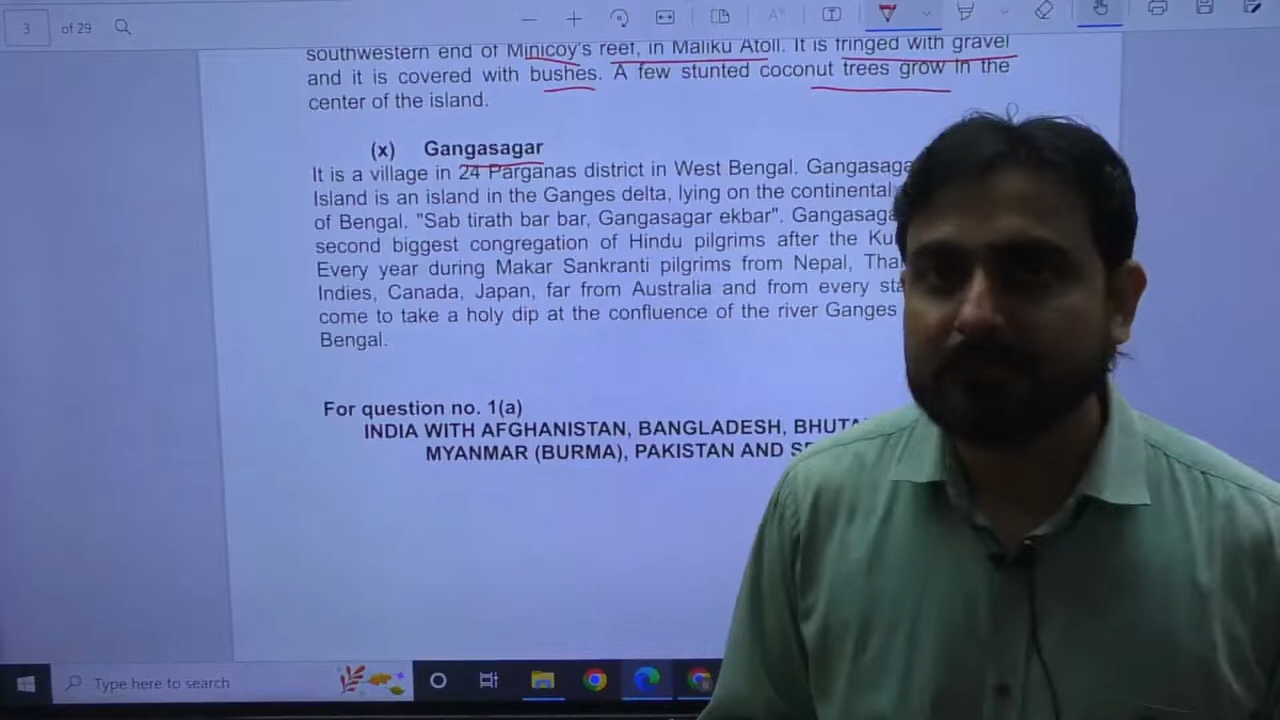 3 of 29
southwestern end of Minicoy's reef, in Maliku Atoll. It is fringed with gravel
and it is covered with bushes. A few stunted coconut trees grow in the
center of the island.
(x) Gangasagar
It is a village in 24 Parganas district in West Bengal. Gangasaga
Island is an island in the Ganges delta, lying on the continental
of Bengal. "Sab tirath bar bar, Gangasagar ekbar". Gangasaga
second biggest congregation of Hindu pilgrims after the Ku
Every year during Makar Sankranti pilgrims from Nepal, Tha
Indies, Canada, Japan, far from Australia and from every sta
come to take a holy dip at the confluence of the river Ganges
Bengal.
For question no. 1(a)
INDIA WITH AFGHANISTAN, BANGLADESH, BHUTA
MYANMAR (BURMA), PAKISTAN AND
Type here to search